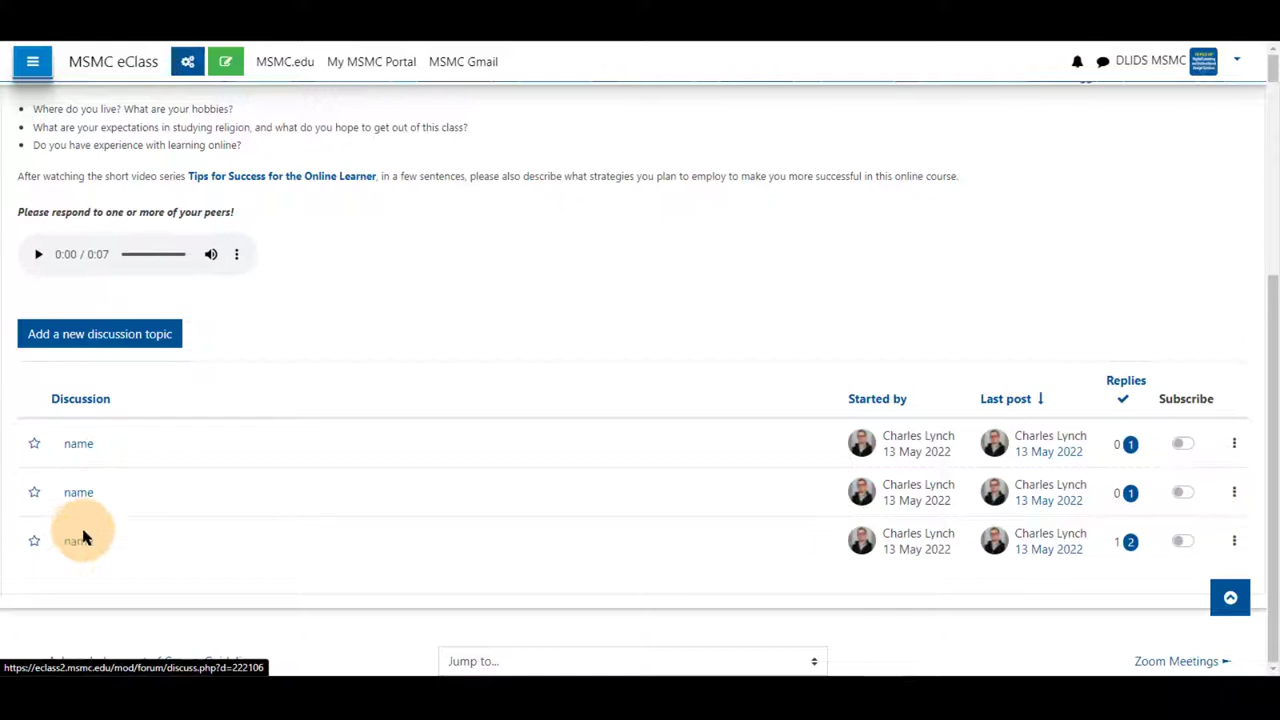 MSMC eClass MSMC.edu My MSMC Portal MSMC Gmail DLIDS MSMC
Where do you live? What are your hobbies?
What are your expectations in studying religion, and what do you hope to get out of this class?
Do you have experience with learning online?
After watching the short video series Tips for Success for the Online Learner, in a few sentences, please also describe what strategies you plan to employ to make you more successful in this online course.
Please respond to one or more of your peers!
0:00 / 0:07
Add a new discussion topic
Discussion Started by Last post ↓ Replies Subscribe
name Charles Lynch 13 May 2022 Charles Lynch 13 May 2022 0 1
name Charles Lynch 13 May 2022 Charles Lynch 13 May 2022 0 1
name Charles Lynch 13 May 2022 Charles Lynch 13 May 2022 1 2
Jump to... Zoom Meetings ►
https://eclass2.msmc.edu/mod/forum/discuss.php?d=222106